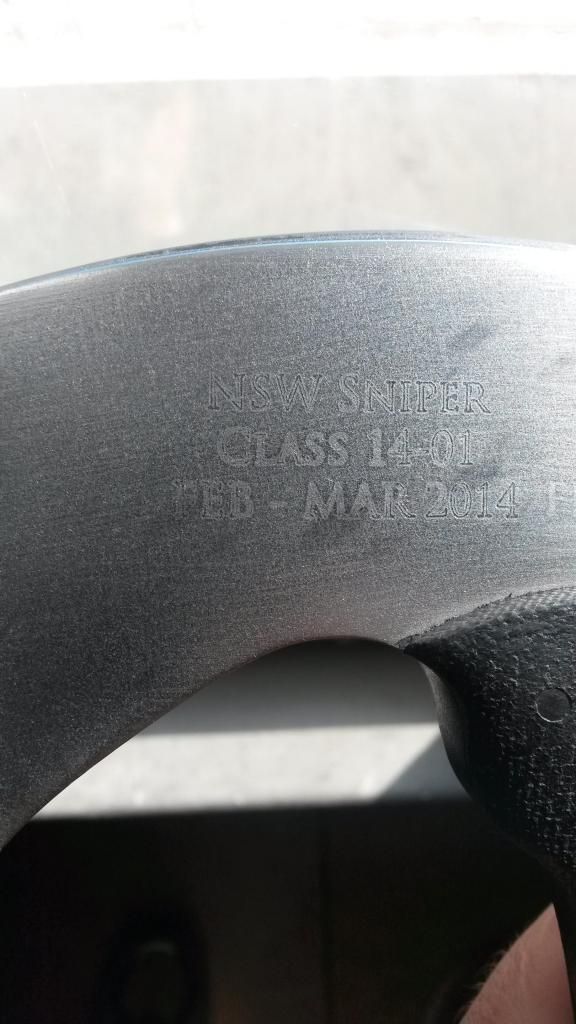 NSW SNIPER
CLASS 14-01
FEB - MAR 2014